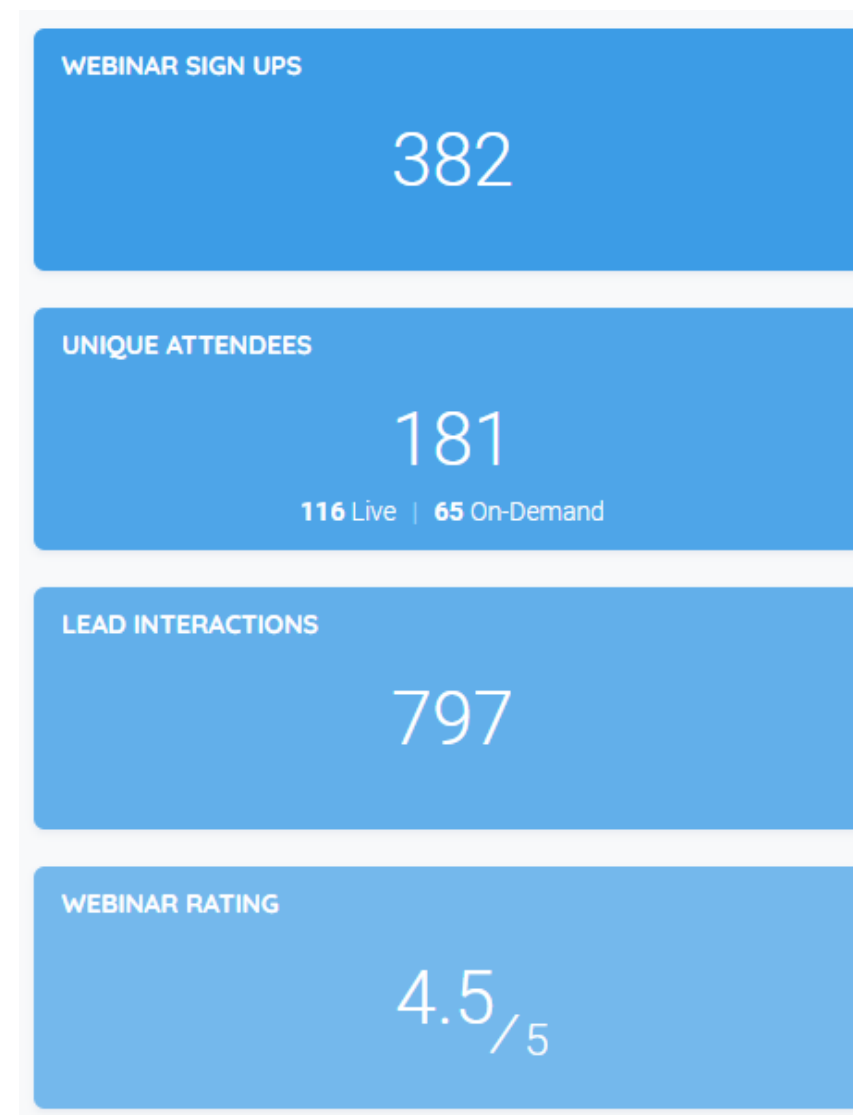 WEBINAR SIGN UPS
382
UNIQUE ATTENDEES
181
116 Live | 65 On-Demand
LEAD INTERACTIONS
797
WEBINAR RATING
4.5/5